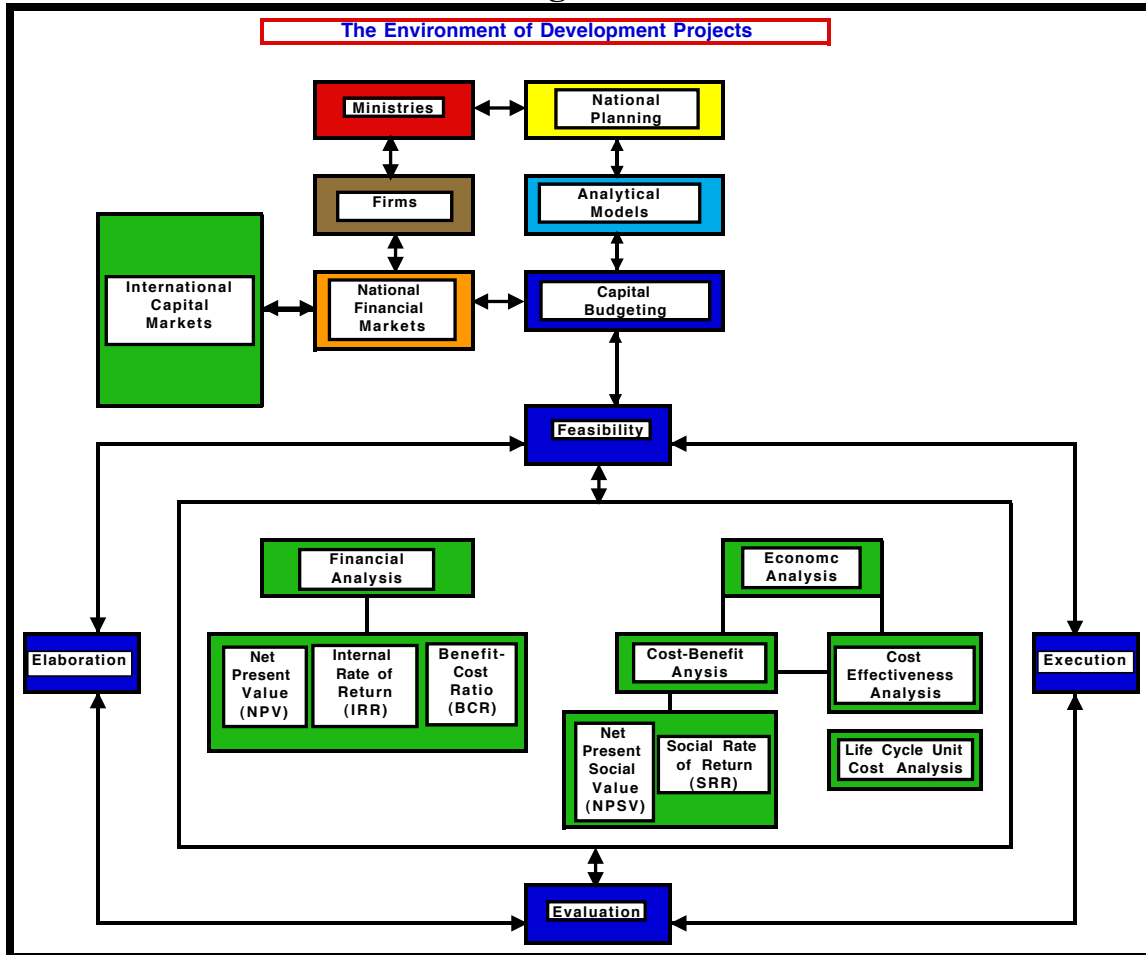 The Environment of Development Projects
Ministries
National
Planning
Firms
Analytical
Models
International
Capital
Markets
National
Financial
Markets
Capital
Budgeting
Feasibility
Financial
Analysis
Economc
Analysis
Elaboration
Net
Present
Value
(NPV)
Internal
Rate of
Return
(IRR)
Benefit-
Cost
Ratio
(BCR)
Cost-Benefit
Anysis
Cost
Effectiveness
Analysis
Execution
Net
Present
Social
Value
(NPSV)
Social Rate
of Return
(SRR)
Life Cycle Unit
Cost Analysis
Evaluation